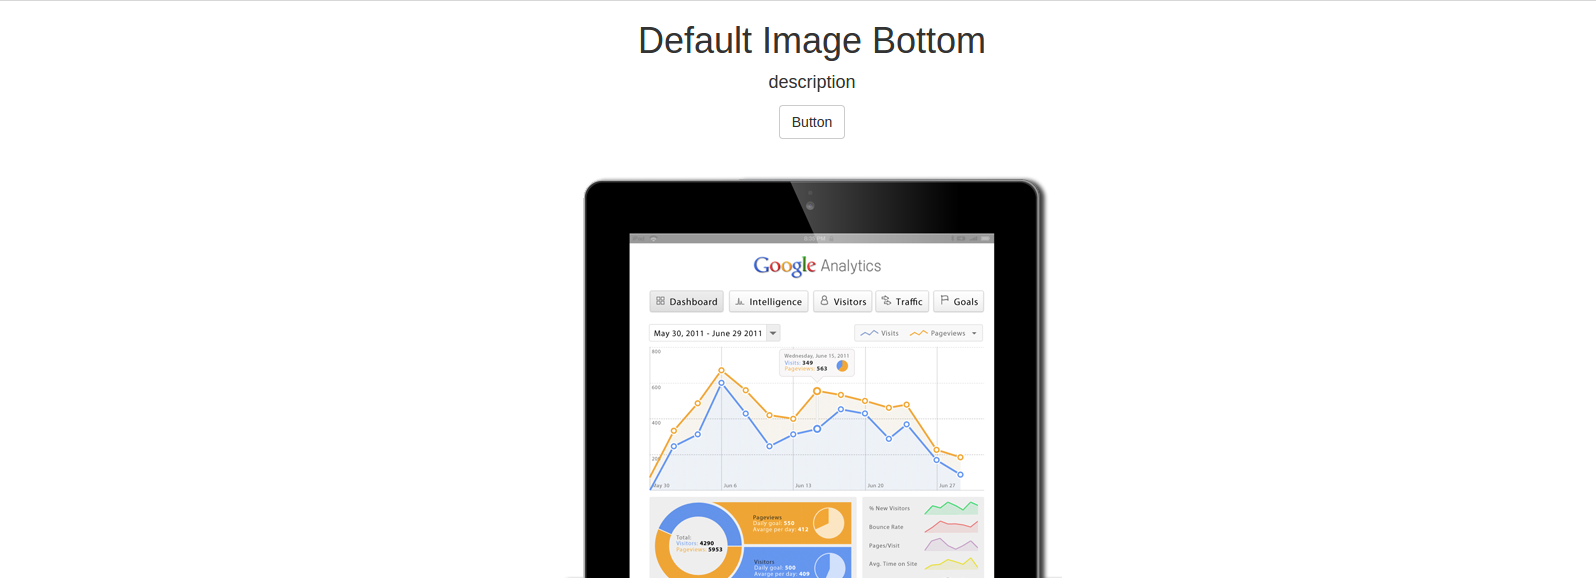 Default Image Bottom
description
Button
Google Analytics
Dashboard Intelligence Visitors Traffic Goals
May 30, 2011 - June 29 2011 Visits Pageviews
800
Wednesday, June 15, 2011
Visits: 349
Pageviews: 563
600
400
200
May 30 Jun 6 Jun 13 Jun 20 Jun 27
Pageviews
Daily goal: 550
Avarge per day: 412
Total:
Visitors: 4290
Pageviews: 5953
Visitors
Daily goal: 500
Avarge per day: 409
% New Visitors
Bounce Rate
Pages/Visit
Avg. Time on Site